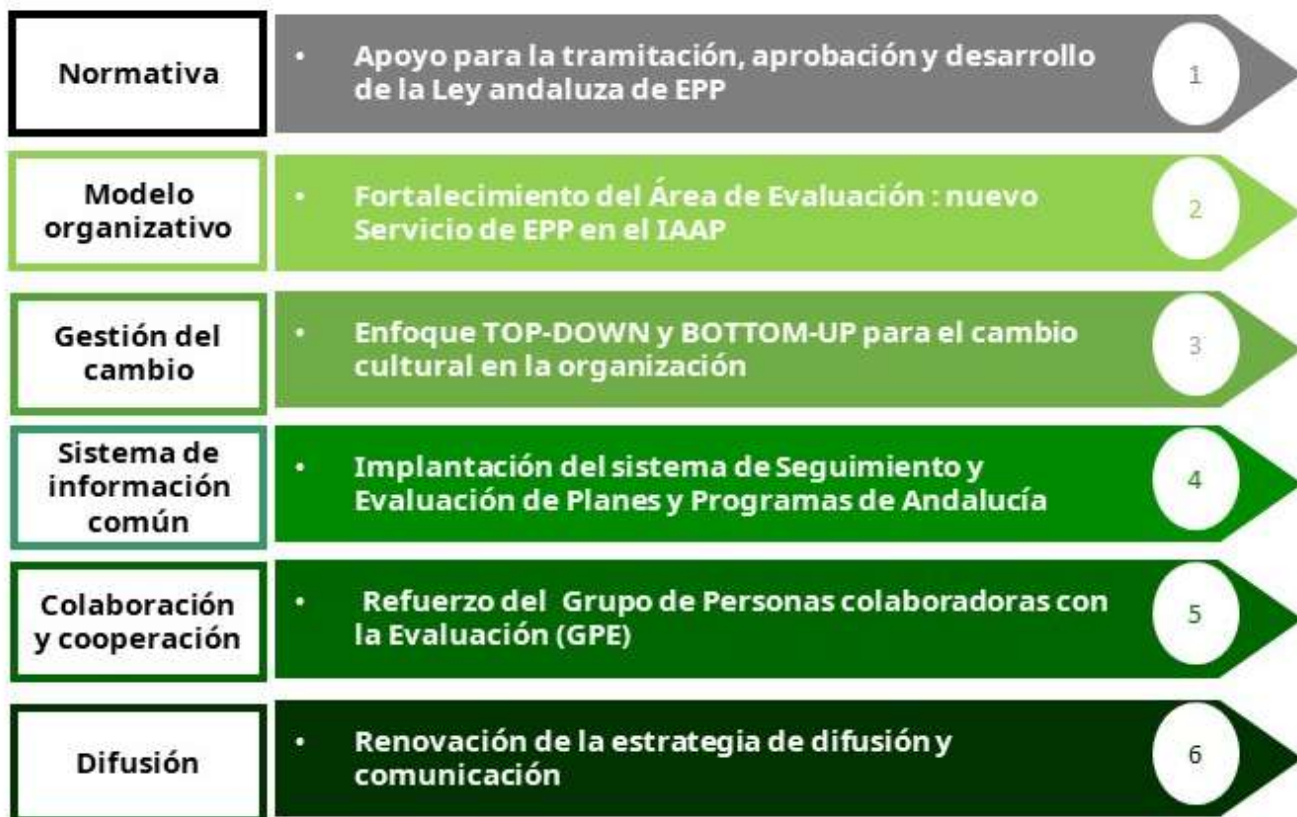 Normativa
• Apoyo para la tramitación, aprobación y desarrollo
de la Ley andaluza de EPP
1
Modelo
organizativo
• Fortalecimiento del Área de Evaluación : nuevo
Servicio de EPP en el IAAP
2
Gestión del
cambio
• Enfoque TOP-DOWN y BOTTOM-UP para el cambio
cultural en la organización
3
Sistema de
información
común
• Implantación del sistema de Seguimiento y
Evaluación de Planes y Programas de Andalucía
4
Colaboración
y cooperación
• Refuerzo del Grupo de Personas colaboradoras con
la Evaluación (GPE)
5
Difusión
• Renovación de la estrategia de difusión y
comunicación
6